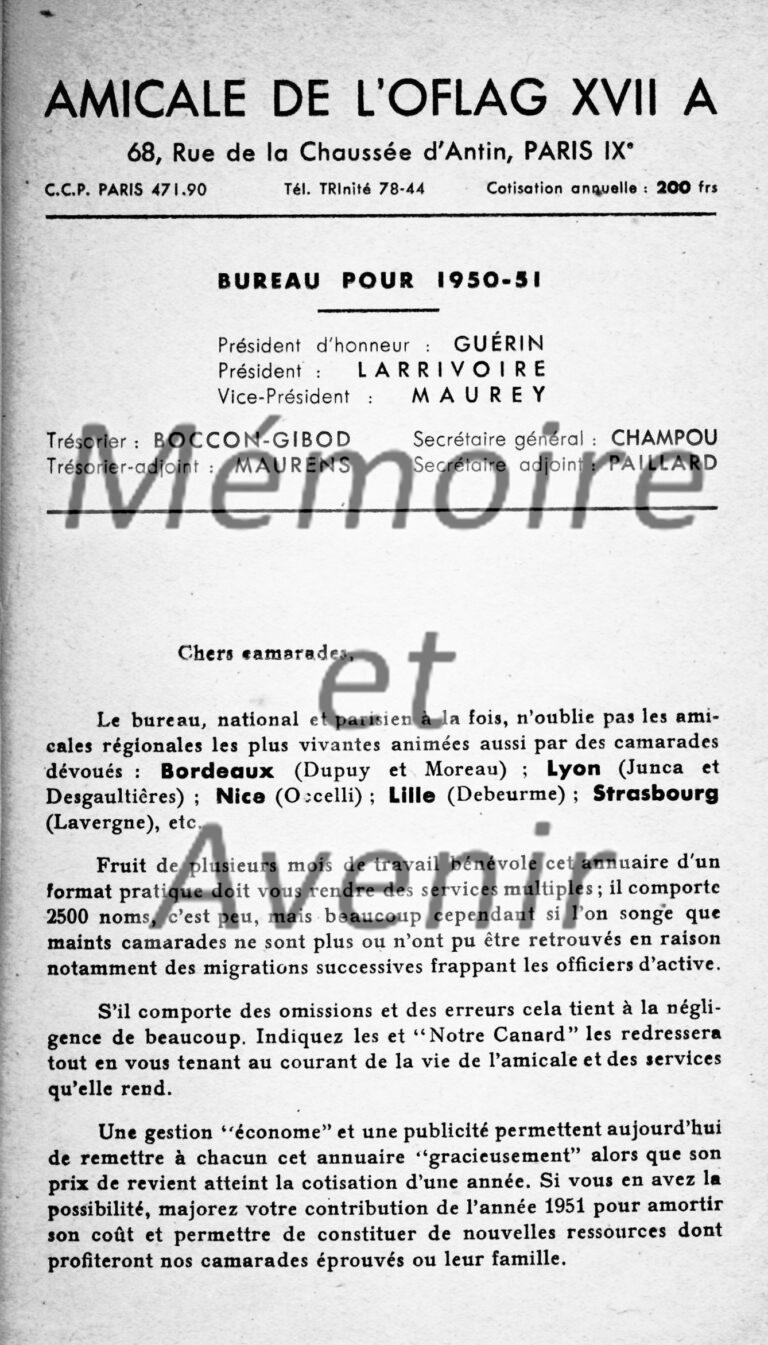 AMICALE DE L'OFLAG XVII A
68, Rue de la Chaussée d'Antin, PARIS IXe
C.C.P. PARIS 471.90 Tél. TRInité 78-44 Cotisation annuelle : 200 frs
BUREAU POUR 1950-51
Président d'honneur : GUÉRIN
Président : LARRIVOIRE
Vice-Président : MAUREY
Trésorier : BOCCON-GIBOD Secrétaire général : CHAMPOU
Trésorier-adjoint : MAURENS Secrétaire adjoint : PAILLARD
Mémoire
Chers camarades,
et
Le bureau, national et parisien à la fois, n'oublie pas les ami-
cales régionales les plus vivantes animées aussi par des camarades
dévoués : Bordeaux (Dupuy et Moreau) ; Lyon (Junca et
Desgaultières) ; Nice (Occelli) ; Lille (Debeurme) ; Strasbourg
(Lavergne), etc.
Avenir
Fruit de plusieurs mois de travail bénévole cet annuaire d'un
format pratique doit vous rendre des services multiples ; il comporte
2500 noms, c'est peu, mais beaucoup cependant si l'on songe que
maints camarades ne sont plus ou n'ont pu être retrouvés en raison
notamment des migrations successives frappant les officiers d'active.
S'il comporte des omissions et des erreurs cela tient à la négli-
gence de beaucoup. Indiquez les et "Notre Canard" les redressera
tout en vous tenant au courant de la vie de l'amicale et des services
qu'elle rend.
Une gestion "économe" et une publicité permettent aujourd'hui
de remettre à chacun cet annuaire "gracieusement" alors que son
prix de revient atteint la cotisation d'une année. Si vous en avez la
possibilité, majorez votre contribution de l'année 1951 pour amortir
son coût et permettre de constituer de nouvelles ressources dont
profiteront nos camarades éprouvés ou leur famille.